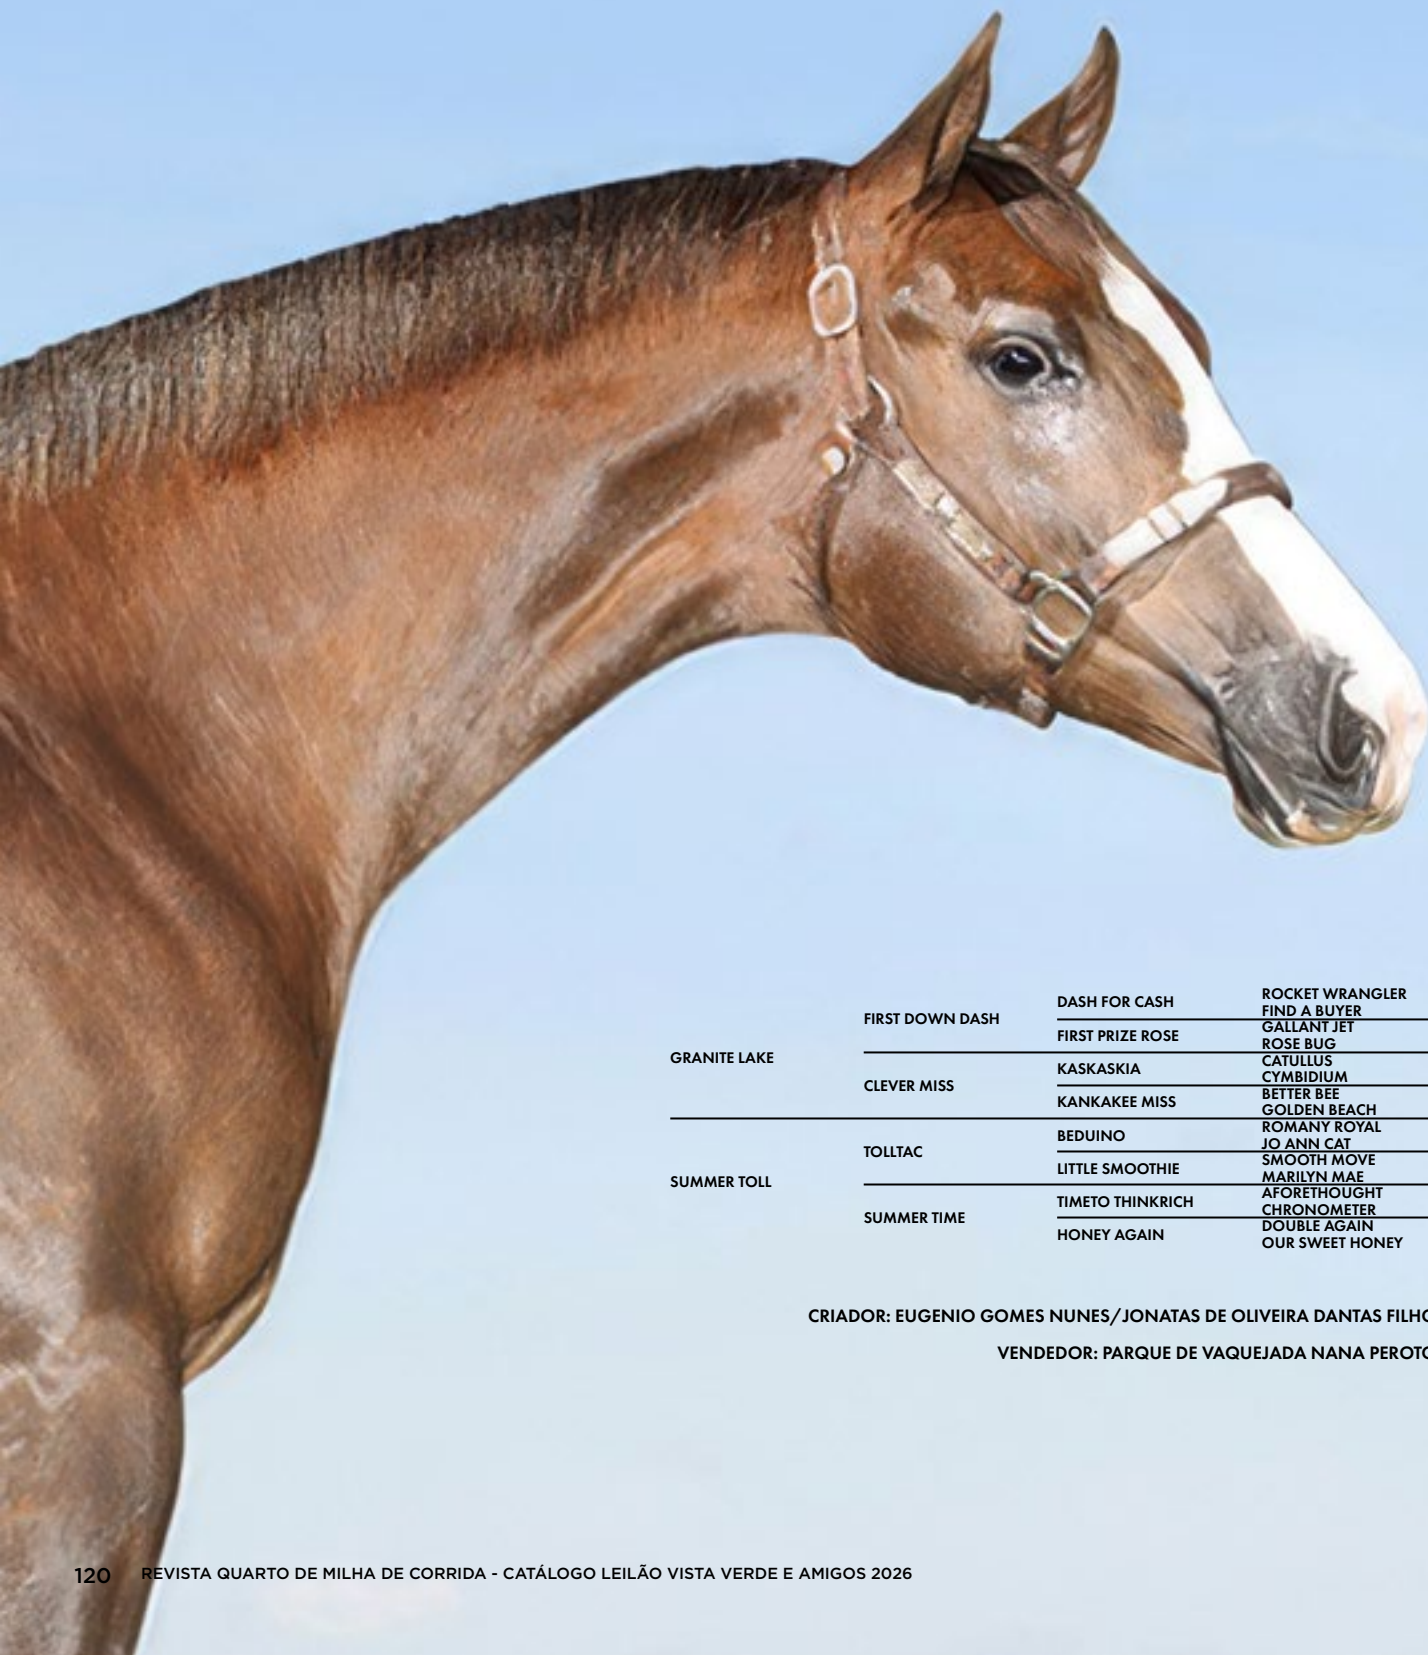 ROCKET WRANGLER
DASH FOR CASH
FIND A BUYER
FIRST DOWN DASH
GALLANT JET
FIRST PRIZE ROSE
ROSE BUG
GRANITE LAKE
CATULLUS
KASKASKIA
CYMBIDIUM
CLEVER MISS
BETTER BEE
KANKAKEE MISS
GOLDEN BEACH
ROMANY ROYAL
BEDUINO
JO ANN CAT
TOLLTAC
SMOOTH MOVE
LITTLE SMOOTHIE
MARILYN MAE
SUMMER TOLL
AFORETHOUGHT
TIMETO THINKRICH
CHRONOMETER
SUMMER TIME
DOUBLE AGAIN
HONEY AGAIN
OUR SWEET HONEY
CRIADOR: EUGENIO GOMES NUNES/JONATAS DE OLIVEIRA DANTAS FILHO
VENDEDOR: PARQUE DE VAQUEJADA NANA PEROTO
120 REVISTA QUARTO DE MILHA DE CORRIDA - CATÁLOGO LEILÃO VISTA VERDE E AMIGOS 2026